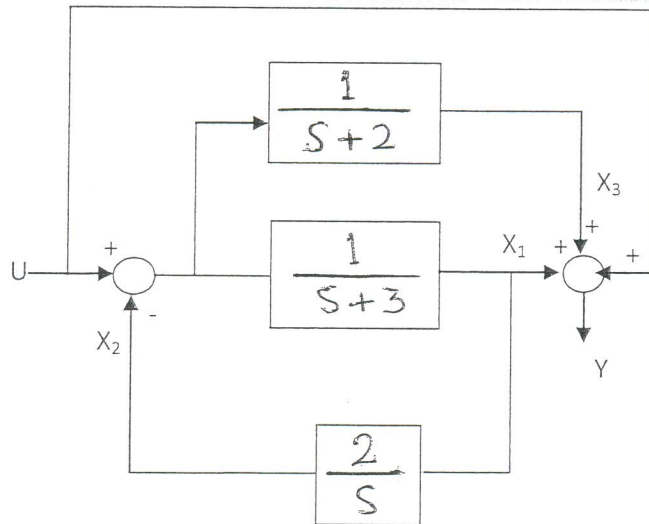 1
S+2
X₃
+
+
+
+
U
1
S+3
X₁
-
X₂
Y
2
S